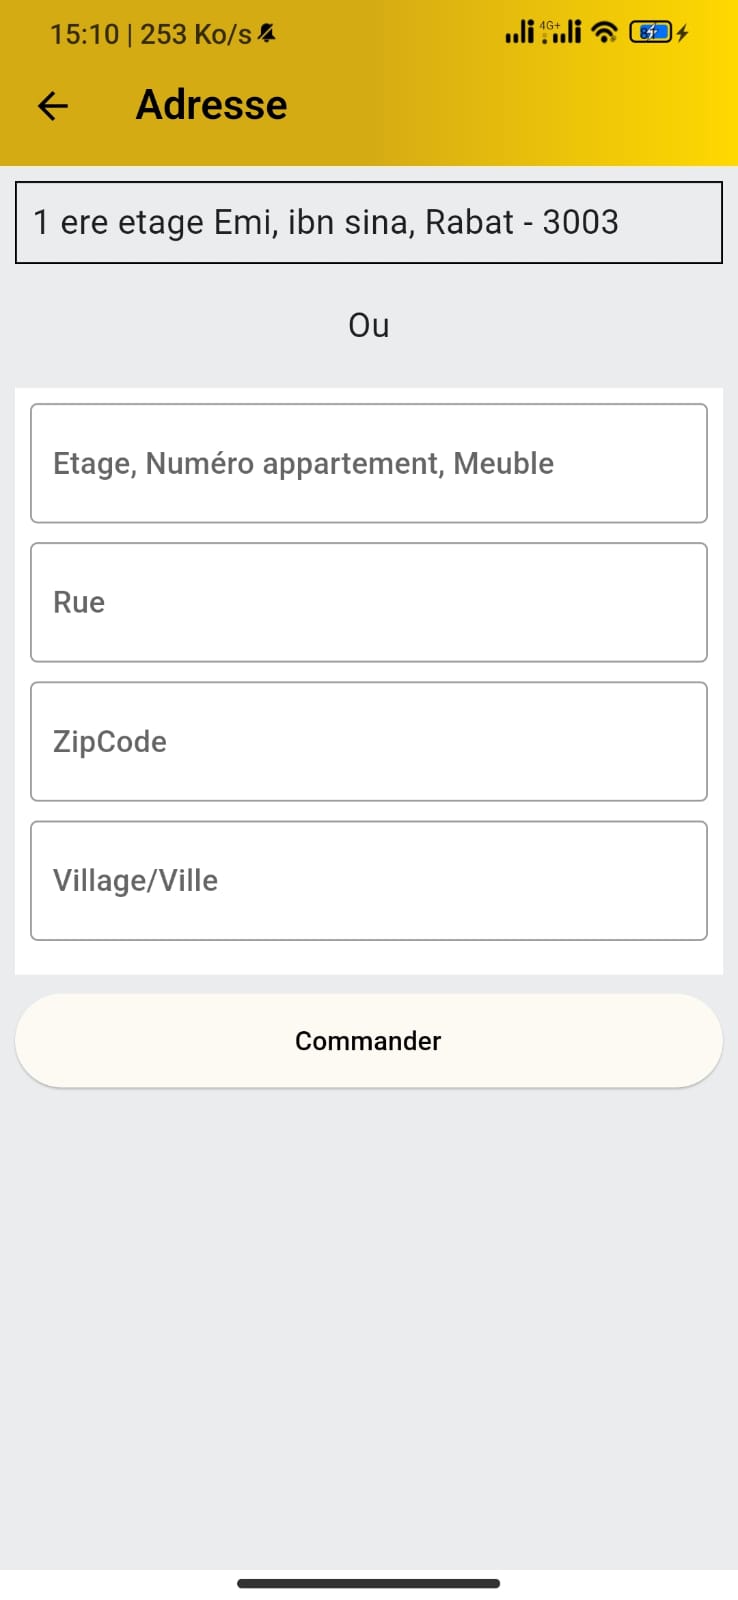 15:10 | 253 Ko/s 4G+
Adresse
1 ere etage Emi, ibn sina, Rabat - 3003
Ou
Etage, Numéro appartement, Meuble
Rue
ZipCode
Village/Ville
Commander